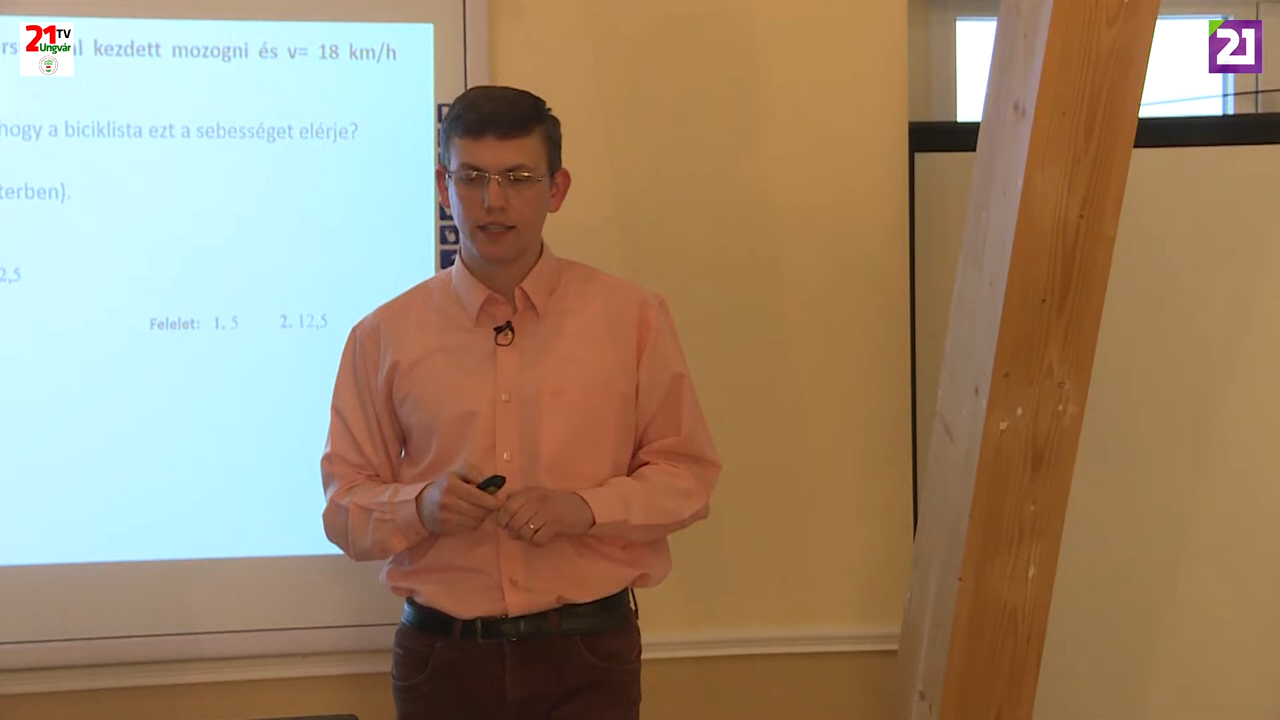 21 TV
Ungvár
21
kezdett mozogni és v= 18 km/h
hogy a biciklista ezt a sebességet elérje?
terben).
2,5
Felelet: 1. 5 2. 12,5